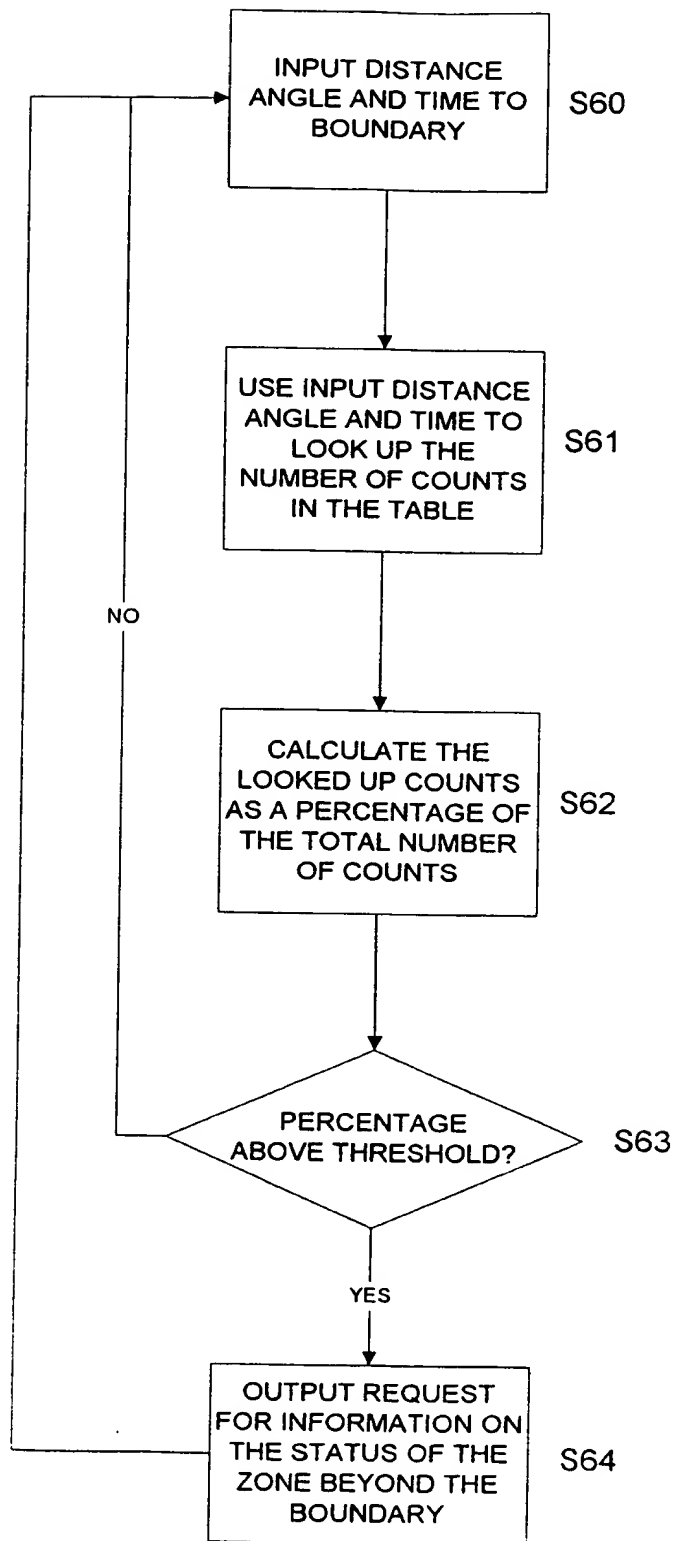 INPUT DISTANCE
ANGLE AND TIME TO
BOUNDARY
S60
USE INPUT DISTANCE
ANGLE AND TIME TO
LOOK UP THE
NUMBER OF COUNTS
IN THE TABLE
S61
NO
CALCULATE THE
LOOKED UP COUNTS
AS A PERCENTAGE OF
THE TOTAL NUMBER
OF COUNTS
S62
PERCENTAGE
ABOVE THRESHOLD?
S63
YES
OUTPUT REQUEST
FOR INFORMATION ON
THE STATUS OF THE
ZONE BEYOND THE
BOUNDARY
S64